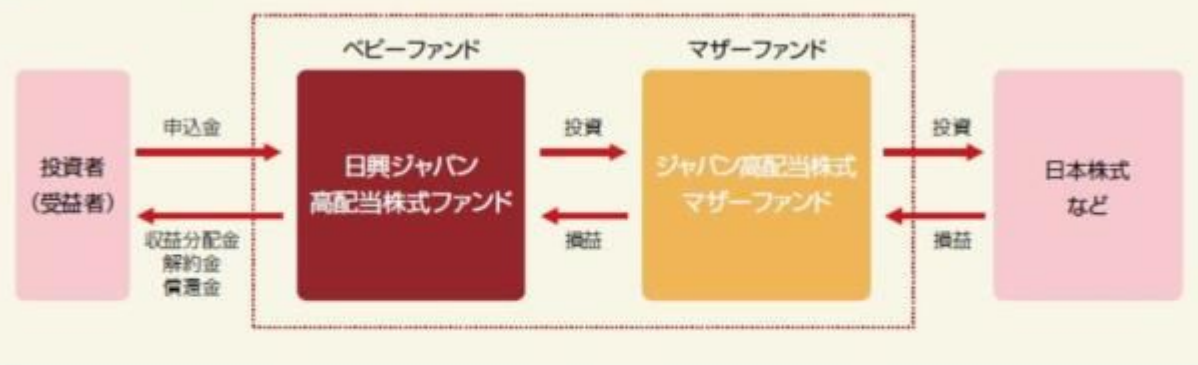 ベビーファンド
マザーファンド
投資者
（受益者）
申込金
収益分配金
解約金
償還金
日興ジャパン
高配当株式ファンド
投資
損益
ジャパン高配当株式
マザーファンド
投資
損益
日本株式
など